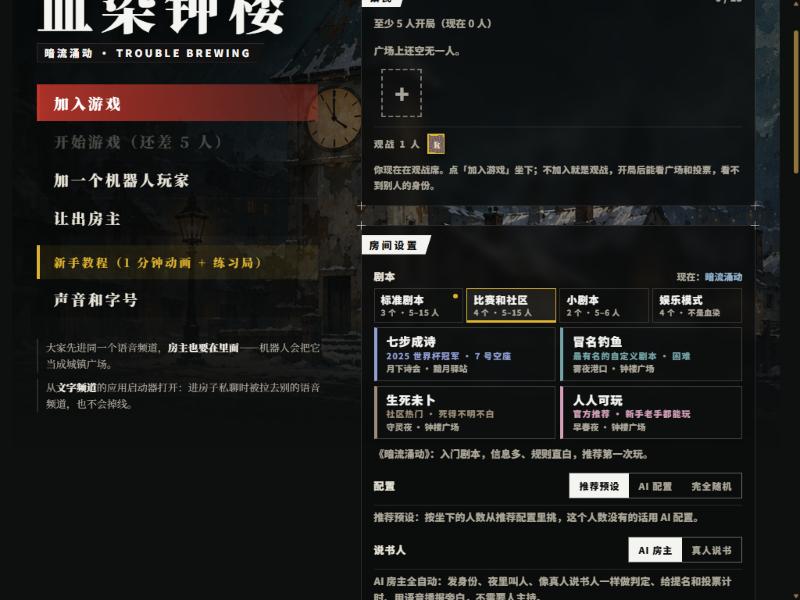 血染钟楼
暗流涌动 • TROUBLE BREWING
加入游戏
开始游戏（还差 5 人）
加一个机器人玩家
让出房主
新手教程（1 分钟动画 + 练习局）
声音和字号
大家先进同一个语音频道，房主也要在里面——机器人会把它
当成城镇广场。
从文字频道的应用启动器打开：进房子私聊时被拉去别的语音
频道，也不会掉线。
至少 5 人开局（现在 0 人）
广场上还空无一人。
+
观战 1 人 k
你现在在观战席。点「加入游戏」坐下；不加入就是观战，开局后能看广场和投票，看不
到别人的身份。
房间设置
剧本 现在：暗流涌动
标准剧本
3 个 · 5-15 人
比赛和社区
4 个 · 5-15 人
小剧本
2 个 · 5-6 人
娱乐模式
4 个 · 不是血染
七步成诗
2025 世界杯冠军 · 7 号空座
月下诗会 · 黯月驿站
冒名钓鱼
最有名的自定义剧本 · 困难
雾夜港口 · 钟楼广场
生死未卜
社区热门 · 死得不明不白
守灵夜 · 钟楼广场
人人可玩
官方推荐 · 新手老手都能玩
早春夜 · 钟楼广场
《暗流涌动》：入门剧本，信息多、规则直白，推荐第一次玩。
配置 推荐预设 AI 配置 完全随机
推荐预设：按坐下的人数从推荐配置里挑，这个人数没有的话用 AI 配置。
说书人 AI 房主 真人说书
AI 房主全自动：发身份、夜里叫人、像真人说书人一样做判定、给提名和投票计
时，用语音播报旁白，不需要人主持。